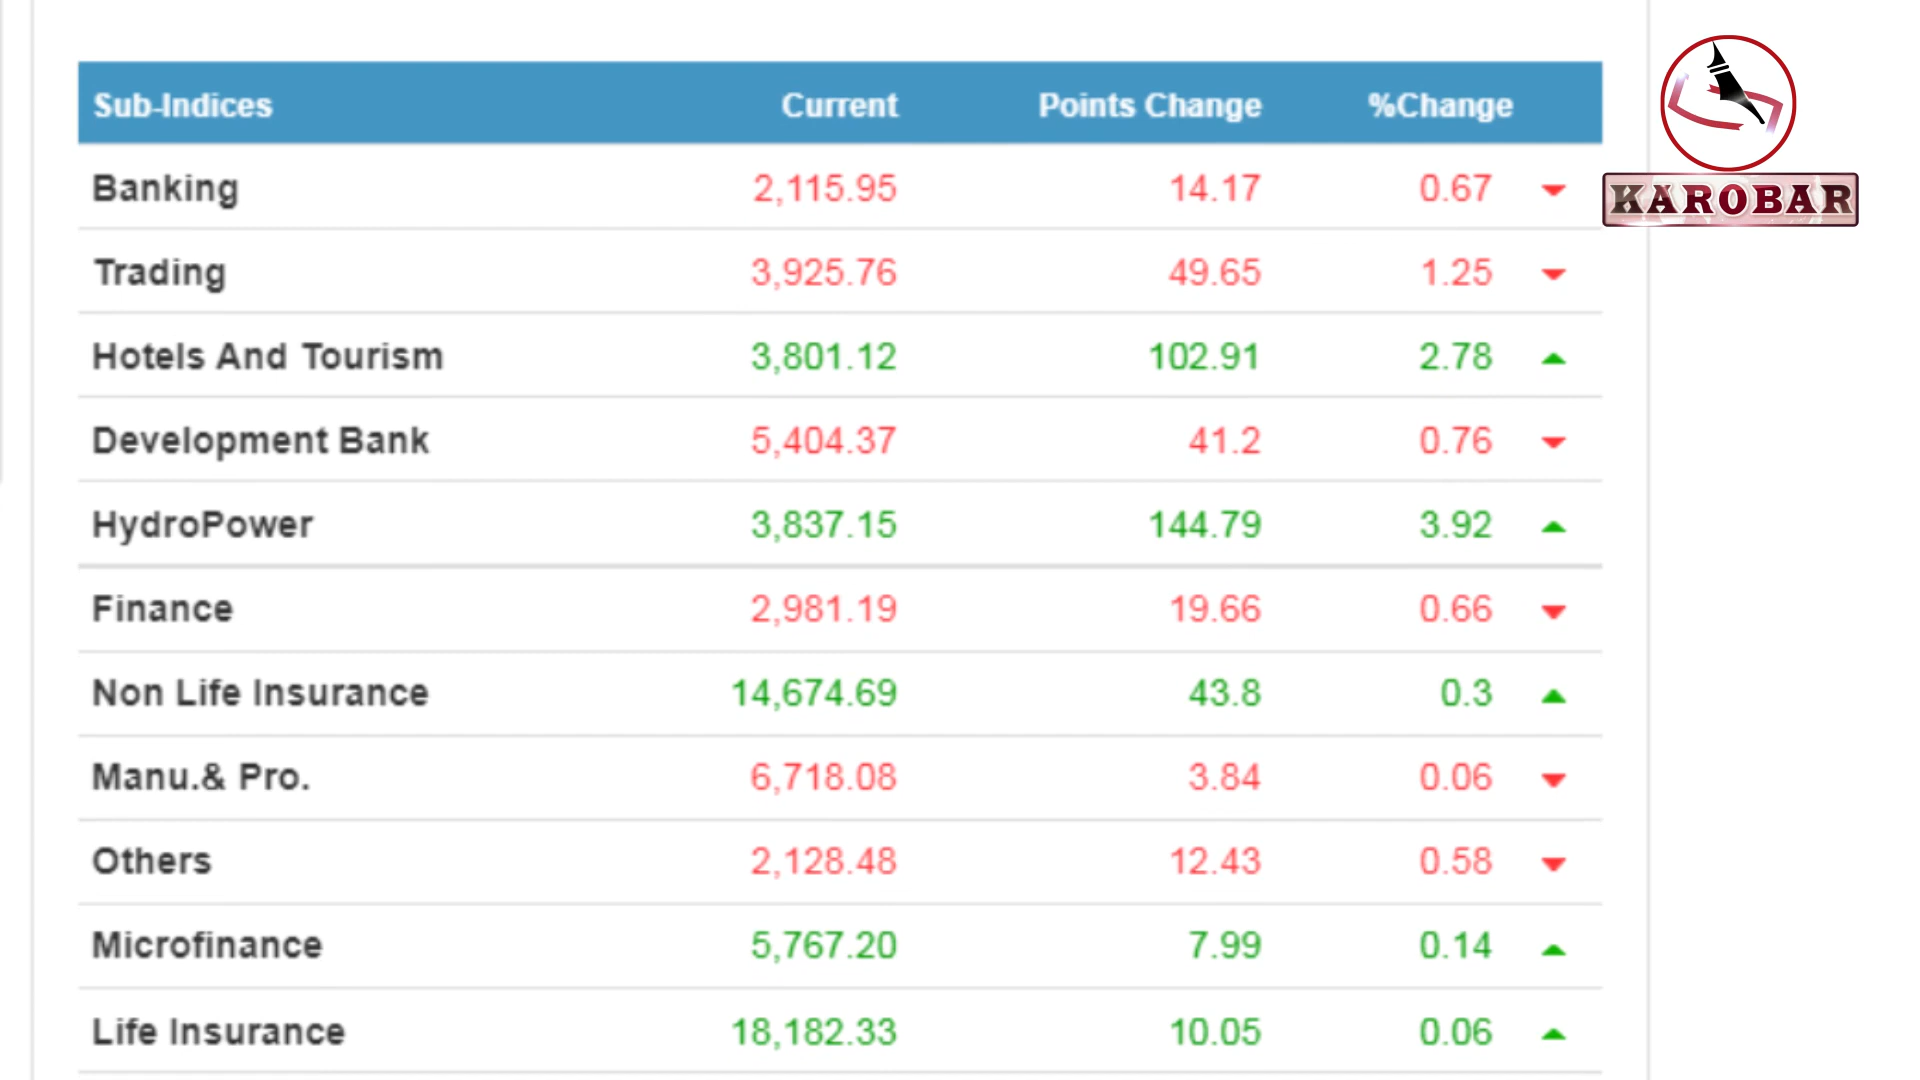 Sub-Indices Current Points Change %Change
Banking 2,115.95 14.17 0.67
KAROBAR
Trading 3,925.76 49.65 1.25
Hotels And Tourism 3,801.12 102.91 2.78
Development Bank 5,404.37 41.2 0.76
HydroPower 3,837.15 144.79 3.92
Finance 2,981.19 19.66 0.66
Non Life Insurance 14,674.69 43.8 0.3
Manu.& Pro. 6,718.08 3.84 0.06
Others 2,128.48 12.43 0.58
Microfinance 5,767.20 7.99 0.14
Life Insurance 18,182.33 10.05 0.06